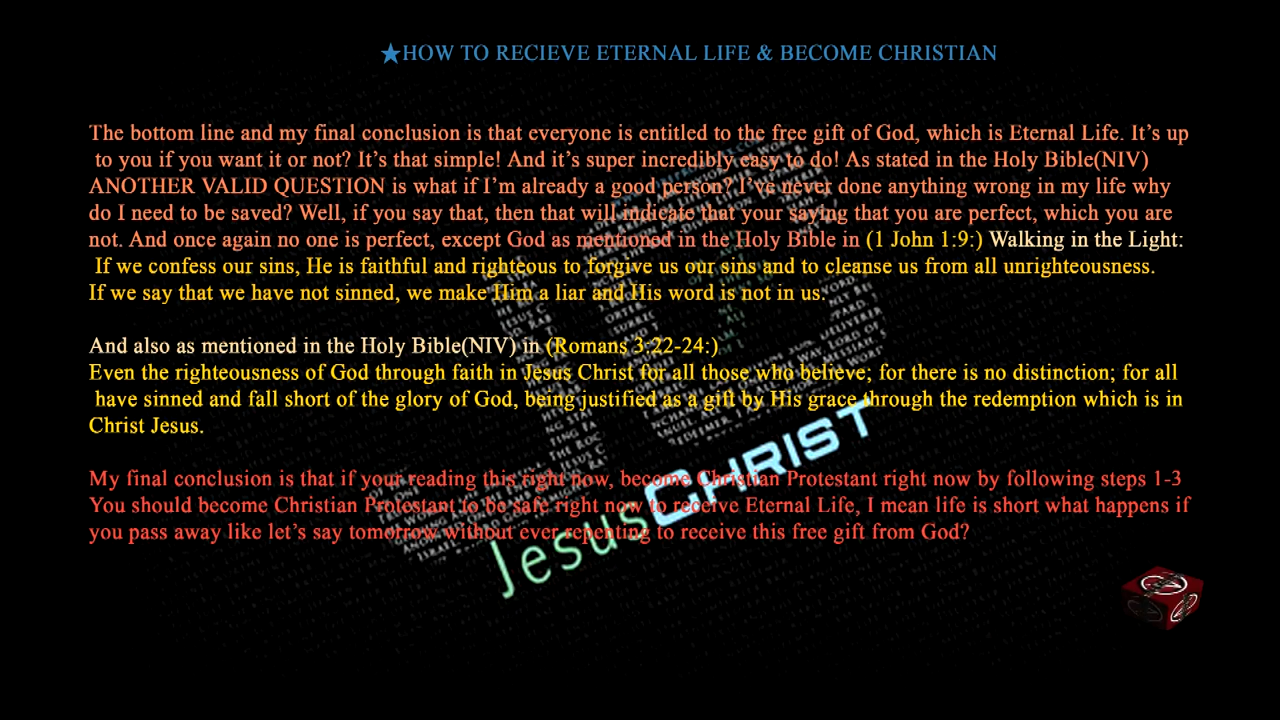 ★HOW TO RECIEVE ETERNAL LIFE & BECOME CHRISTIAN
The bottom line and my final conclusion is that everyone is entitled to the free gift of God, which is Eternal Life. It’s up
to you if you want it or not? It’s that simple! And it’s super incredibly easy to do! As stated in the Holy Bible(NIV)
ANOTHER VALID QUESTION is what if I’m already a good person? I’ve never done anything wrong in my life why
do I need to be saved? Well, if you say that, then that will indicate that your saying that you are perfect, which you are
not. And once again no one is perfect, except God as mentioned in the Holy Bible in (1 John 1:9:) Walking in the Light:
If we confess our sins, He is faithful and righteous to forgive us our sins and to cleanse us from all unrighteousness.
If we say that we have not sinned, we make Him a liar and His word is not in us.
And also as mentioned in the Holy Bible(NIV) in (Romans 3:22-24:)
Even the righteousness of God through faith in Jesus Christ for all those who believe; for there is no distinction; for all
have sinned and fall short of the glory of God, being justified as a gift by His grace through the redemption which is in
Christ Jesus.
My final conclusion is that if your reading this right now, become Christian Protestant right now by following steps 1-3
You should become Christian Protestant to be safe right now to receive Eternal Life, I mean life is short what happens if
you pass away like let’s say tomorrow without ever repenting to receive this free gift from God?
Jesus CHRIST